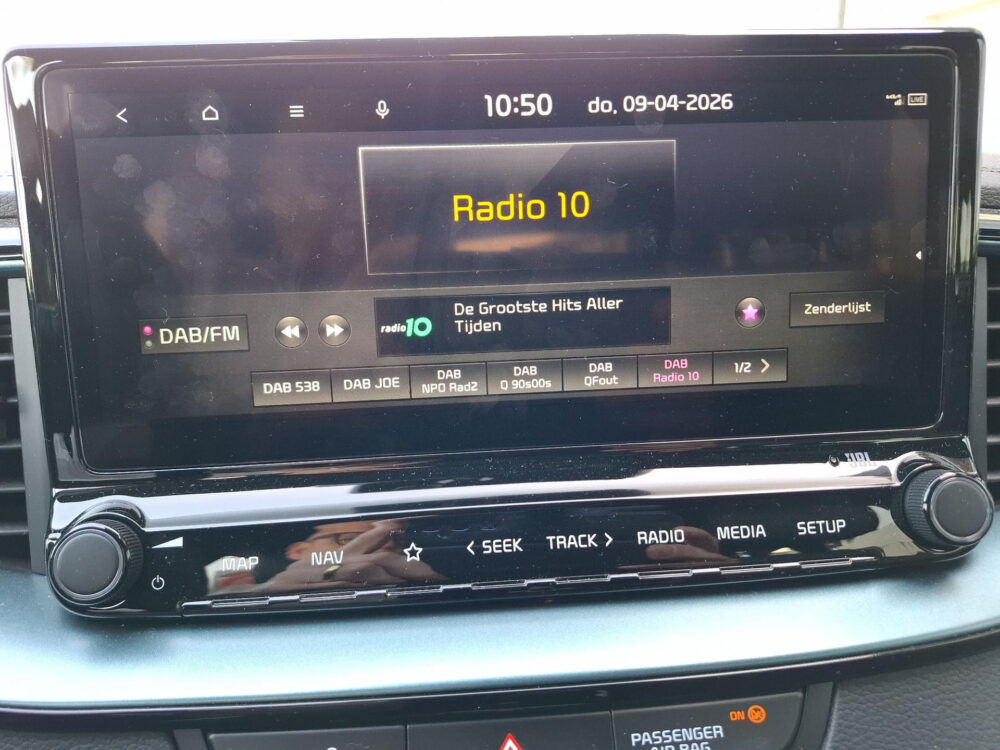 10:50
do, 09-04-2026
LIVE
Radio 10
DAB/FM
radio10
De Grootste Hits Aller
Tijden
Zenderlijst
DAB 538
DAB JOE
DAB
NPO Rad2
DAB
Q 90s00s
DAB
QFout
DAB
Radio 10
1/2
JBL
MAP
NAV
SEEK
TRACK
RADIO
MEDIA
SETUP
ON
PASSENGER
AIR BAG